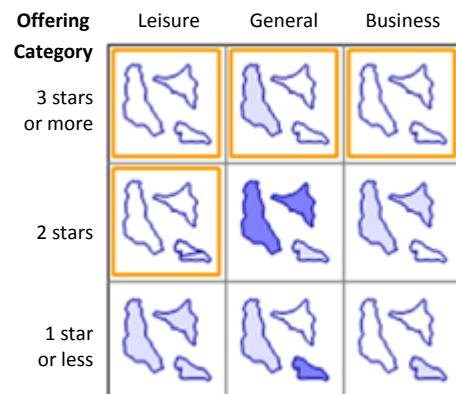 Offering Leisure General Business
Category
3 stars
or more
2 stars
1 star
or less